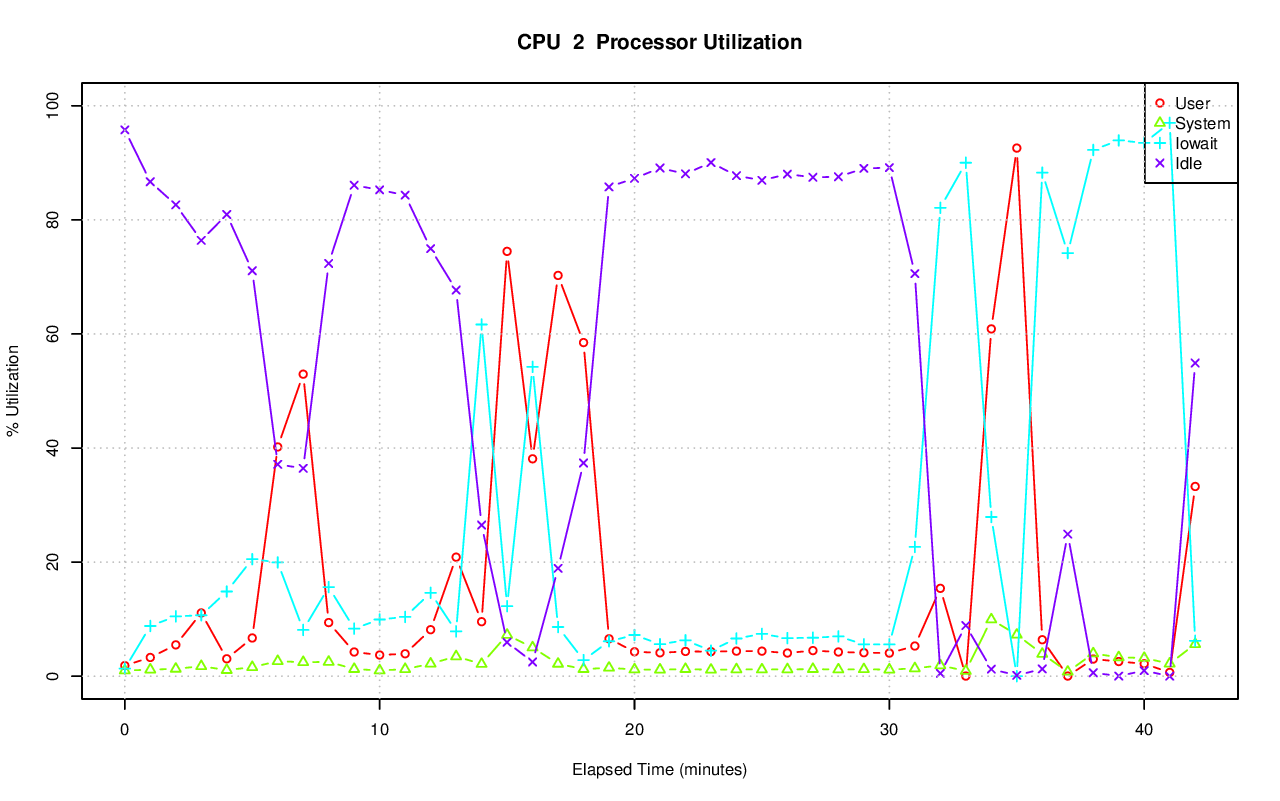 CPU  2  Processor Utilization
% Utilization
100
80
60
40
20
0
0 10 20 30 40
Elapsed Time (minutes)
User
System
Iowait
Idle